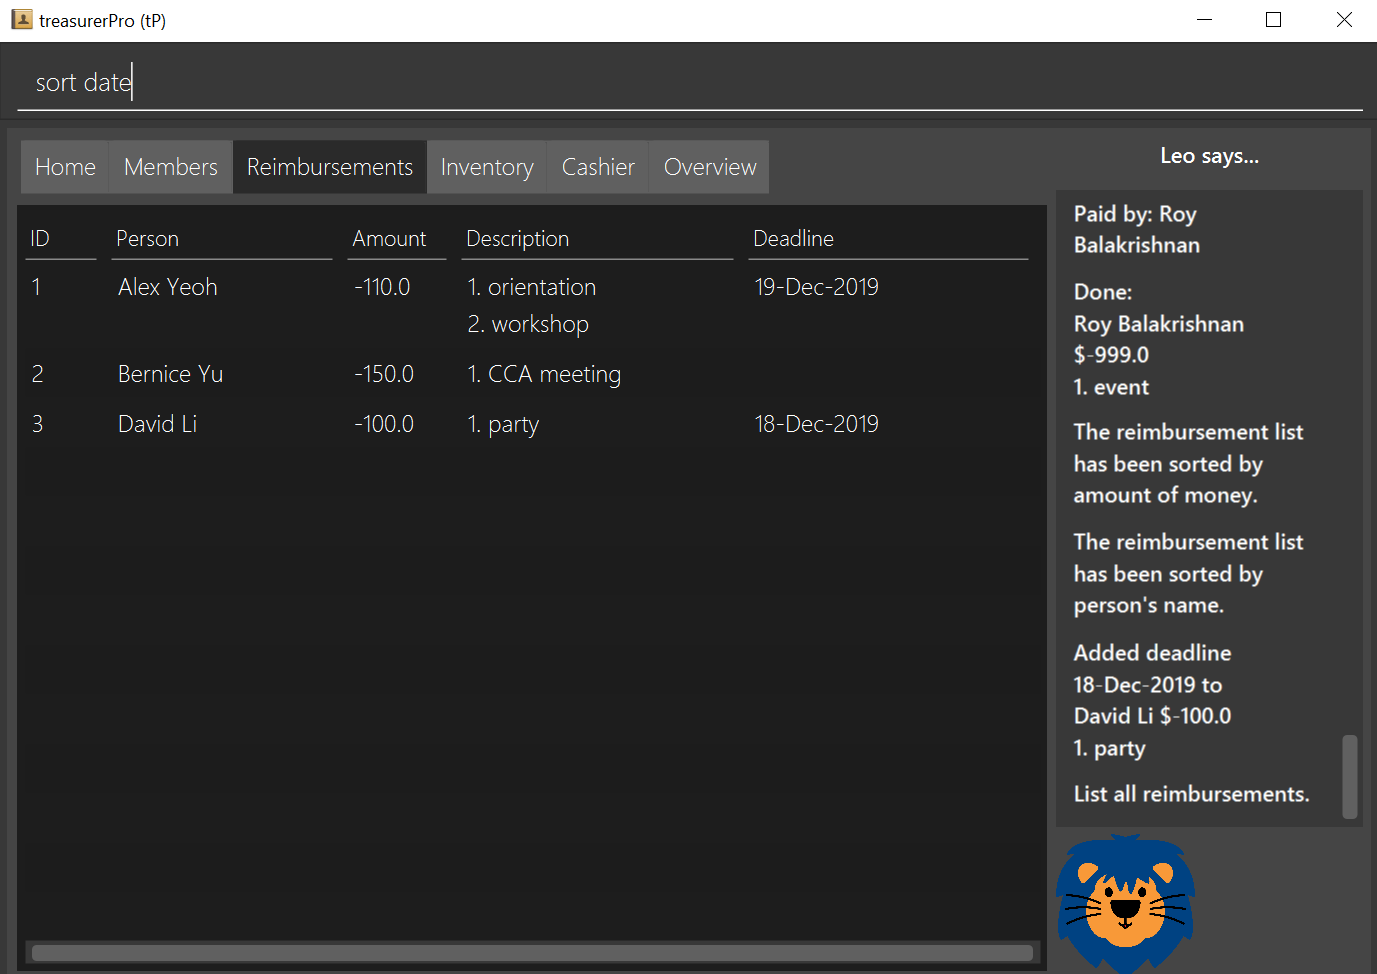 treasurerPro (tP)
sort date
Home Members Reimbursements Inventory Cashier Overview
ID Person Amount Description Deadline
1 Alex Yeoh -110.0 1. orientation 19-Dec-2019
2. workshop
2 Bernice Yu -150.0 1. CCA meeting
3 David Li -100.0 1. party 18-Dec-2019
Leo says...
Paid by: Roy
Balakrishnan
Done:
Roy Balakrishnan
$-999.0
1. event
The reimbursement list
has been sorted by
amount of money.
The reimbursement list
has been sorted by
person's name.
Added deadline
18-Dec-2019 to
David Li $-100.0
1. party
List all reimbursements.